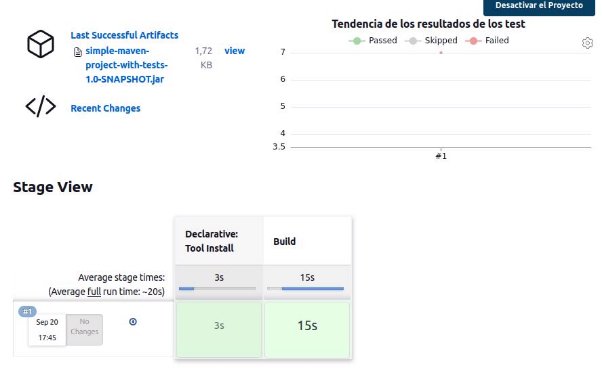 Desactivar el Proyecto
Last Successful Artifacts
simple-maven-
project-with-tests-
1.0-SNAPSHOT.jar
1,72
KB
view
Recent Changes
Tendencia de los resultados de los test
Passed Skipped Failed
7
6
5
4
3.5
#1
Stage View
Declarative:
Tool Install
Build
Average stage times:
(Average full run time: ~20s)
3s
15s
#1
Sep 20
17:45
No
Changes
3s
15s